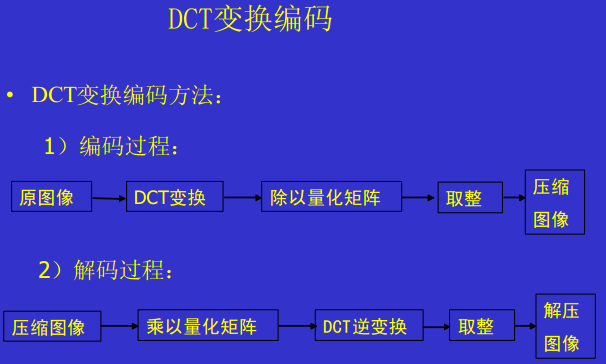 DCT变换编码
• DCT变换编码方法：
1）编码过程：
原图像 DCT变换 除以量化矩阵 取整 压缩
图像
2）解码过程：
压缩图像 乘以量化矩阵 DCT逆变换 取整 解压
图像